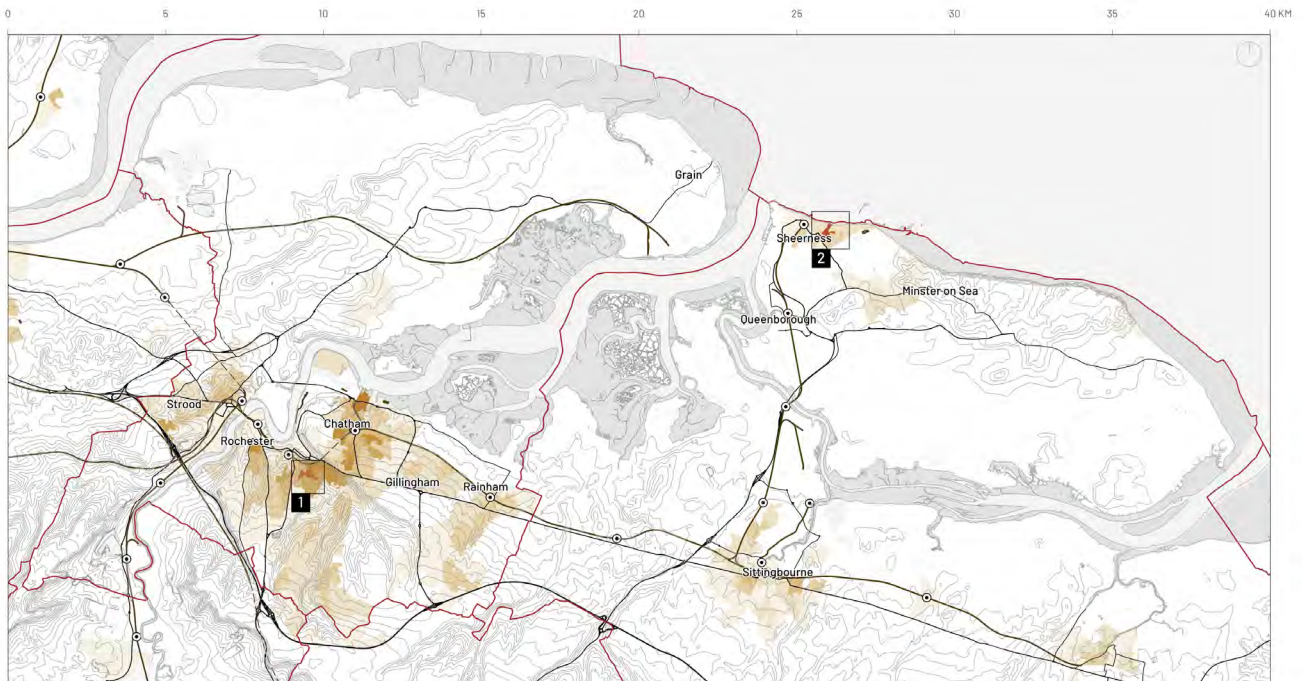 0 5 10 15 20 25 30 35 40 KM
Grain
Sheerness
2
Minster on Sea
Queenborough
Strood
Chatham
Rochester
Gillingham
Rainham
1
Sittingbourne